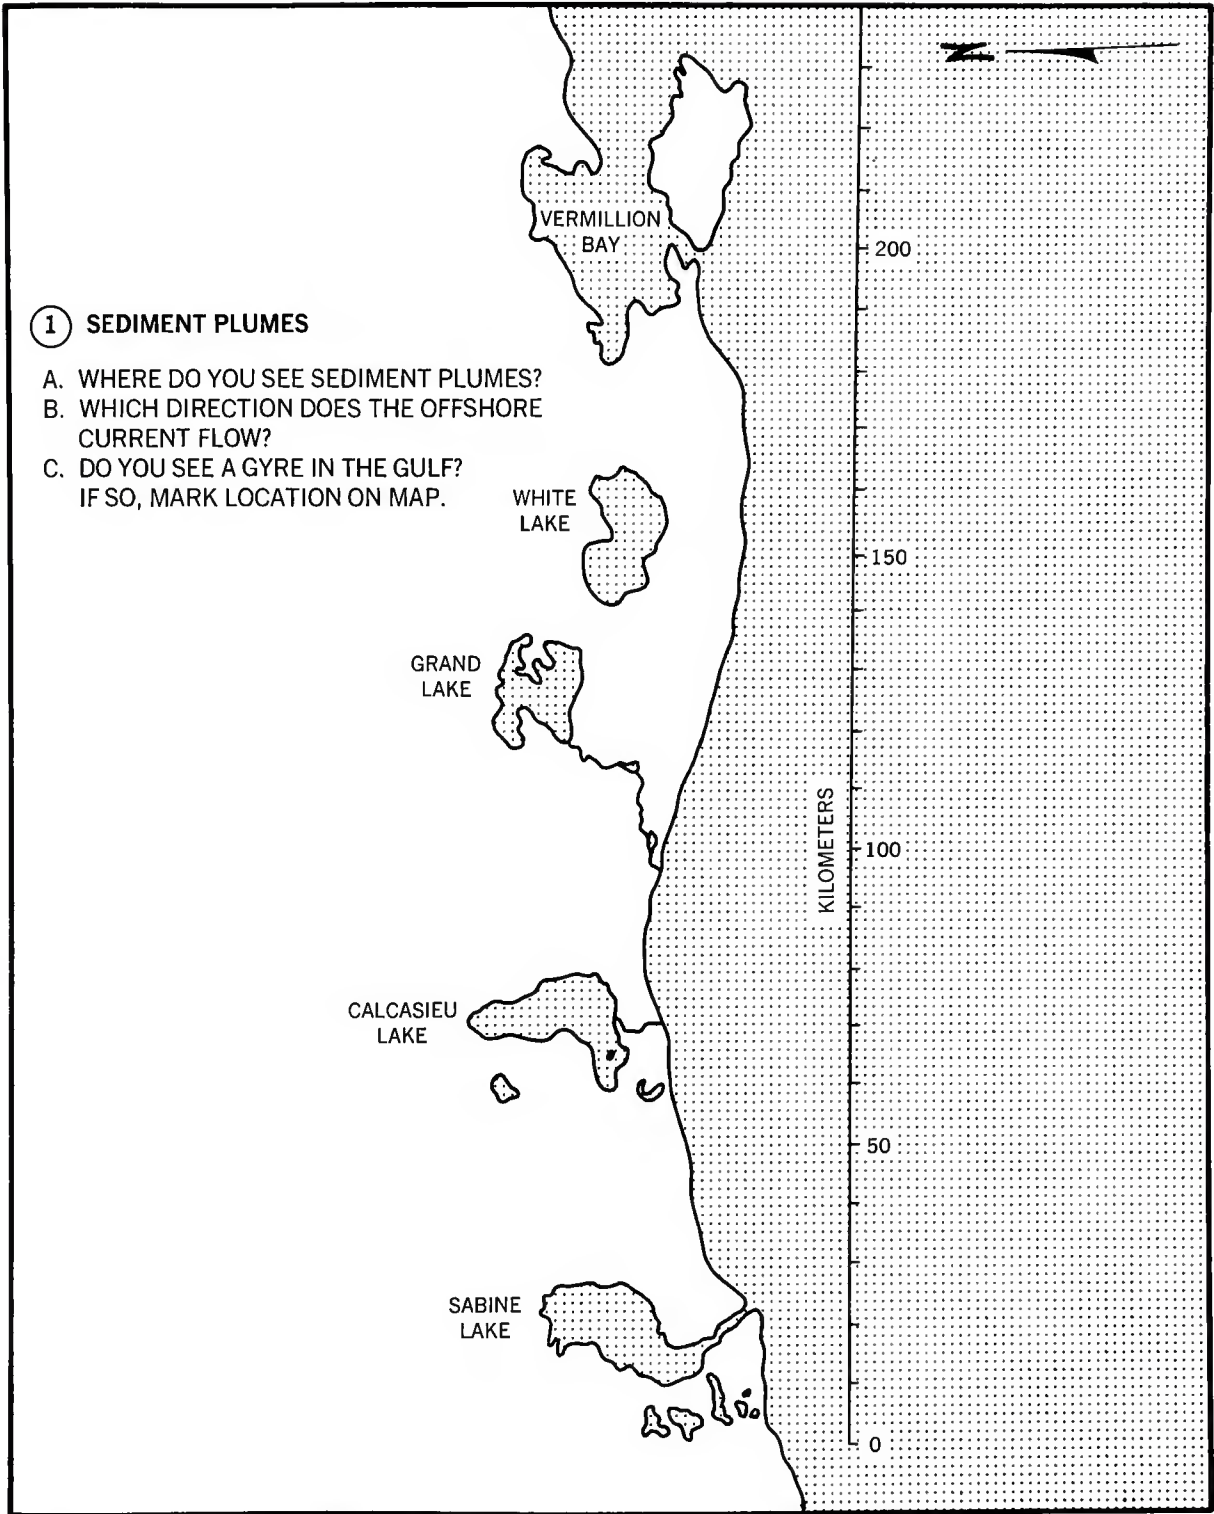 N
VERMILLION
BAY
200
1 SEDIMENT PLUMES
A. WHERE DO YOU SEE SEDIMENT PLUMES?
B. WHICH DIRECTION DOES THE OFFSHORE
CURRENT FLOW?
C. DO YOU SEE A GYRE IN THE GULF?
IF SO, MARK LOCATION ON MAP.
WHITE
LAKE
150
GRAND
LAKE
KILOMETERS
100
CALCASIEU
LAKE
50
SABINE
LAKE
0